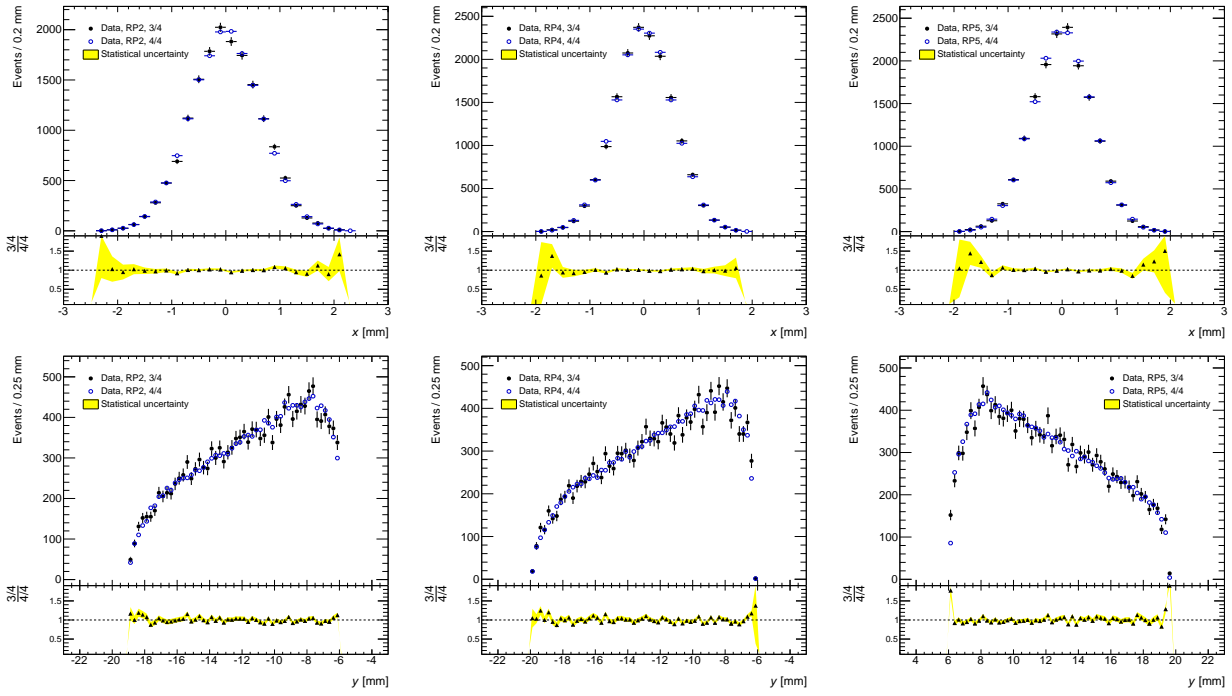 Events / 0.2 mm
2000
1500
1000
500
0
Data, RP2, 3/4
Data, RP2, 4/4
Statistical uncertainty
3/4
4/4
1.5
1
0.5
-3 -2 -1 0 1 2 3
x [mm]
Events / 0.2 mm
2500
2000
1500
1000
500
0
Data, RP4, 3/4
Data, RP4, 4/4
Statistical uncertainty
3/4
4/4
1.5
1
0.5
-3 -2 -1 0 1 2 3
x [mm]
Events / 0.2 mm
2500
2000
1500
1000
500
0
Data, RP5, 3/4
Data, RP5, 4/4
Statistical uncertainty
3/4
4/4
1.5
1
0.5
-3 -2 -1 0 1 2 3
x [mm]
Events / 0.25 mm
500
400
300
200
100
0
Data, RP2, 3/4
Data, RP2, 4/4
Statistical uncertainty
3/4
4/4
1.5
1
0.5
-22 -20 -18 -16 -14 -12 -10 -8 -6 -4
y [mm]
Events / 0.25 mm
500
400
300
200
100
0
Data, RP4, 3/4
Data, RP4, 4/4
Statistical uncertainty
3/4
4/4
1.5
1
0.5
-22 -20 -18 -16 -14 -12 -10 -8 -6 -4
y [mm]
Events / 0.25 mm
500
400
300
200
100
0
Data, RP5, 3/4
Data, RP5, 4/4
Statistical uncertainty
3/4
4/4
1.5
1
0.5
4 6 8 10 12 14 16 18 20 22
y [mm]